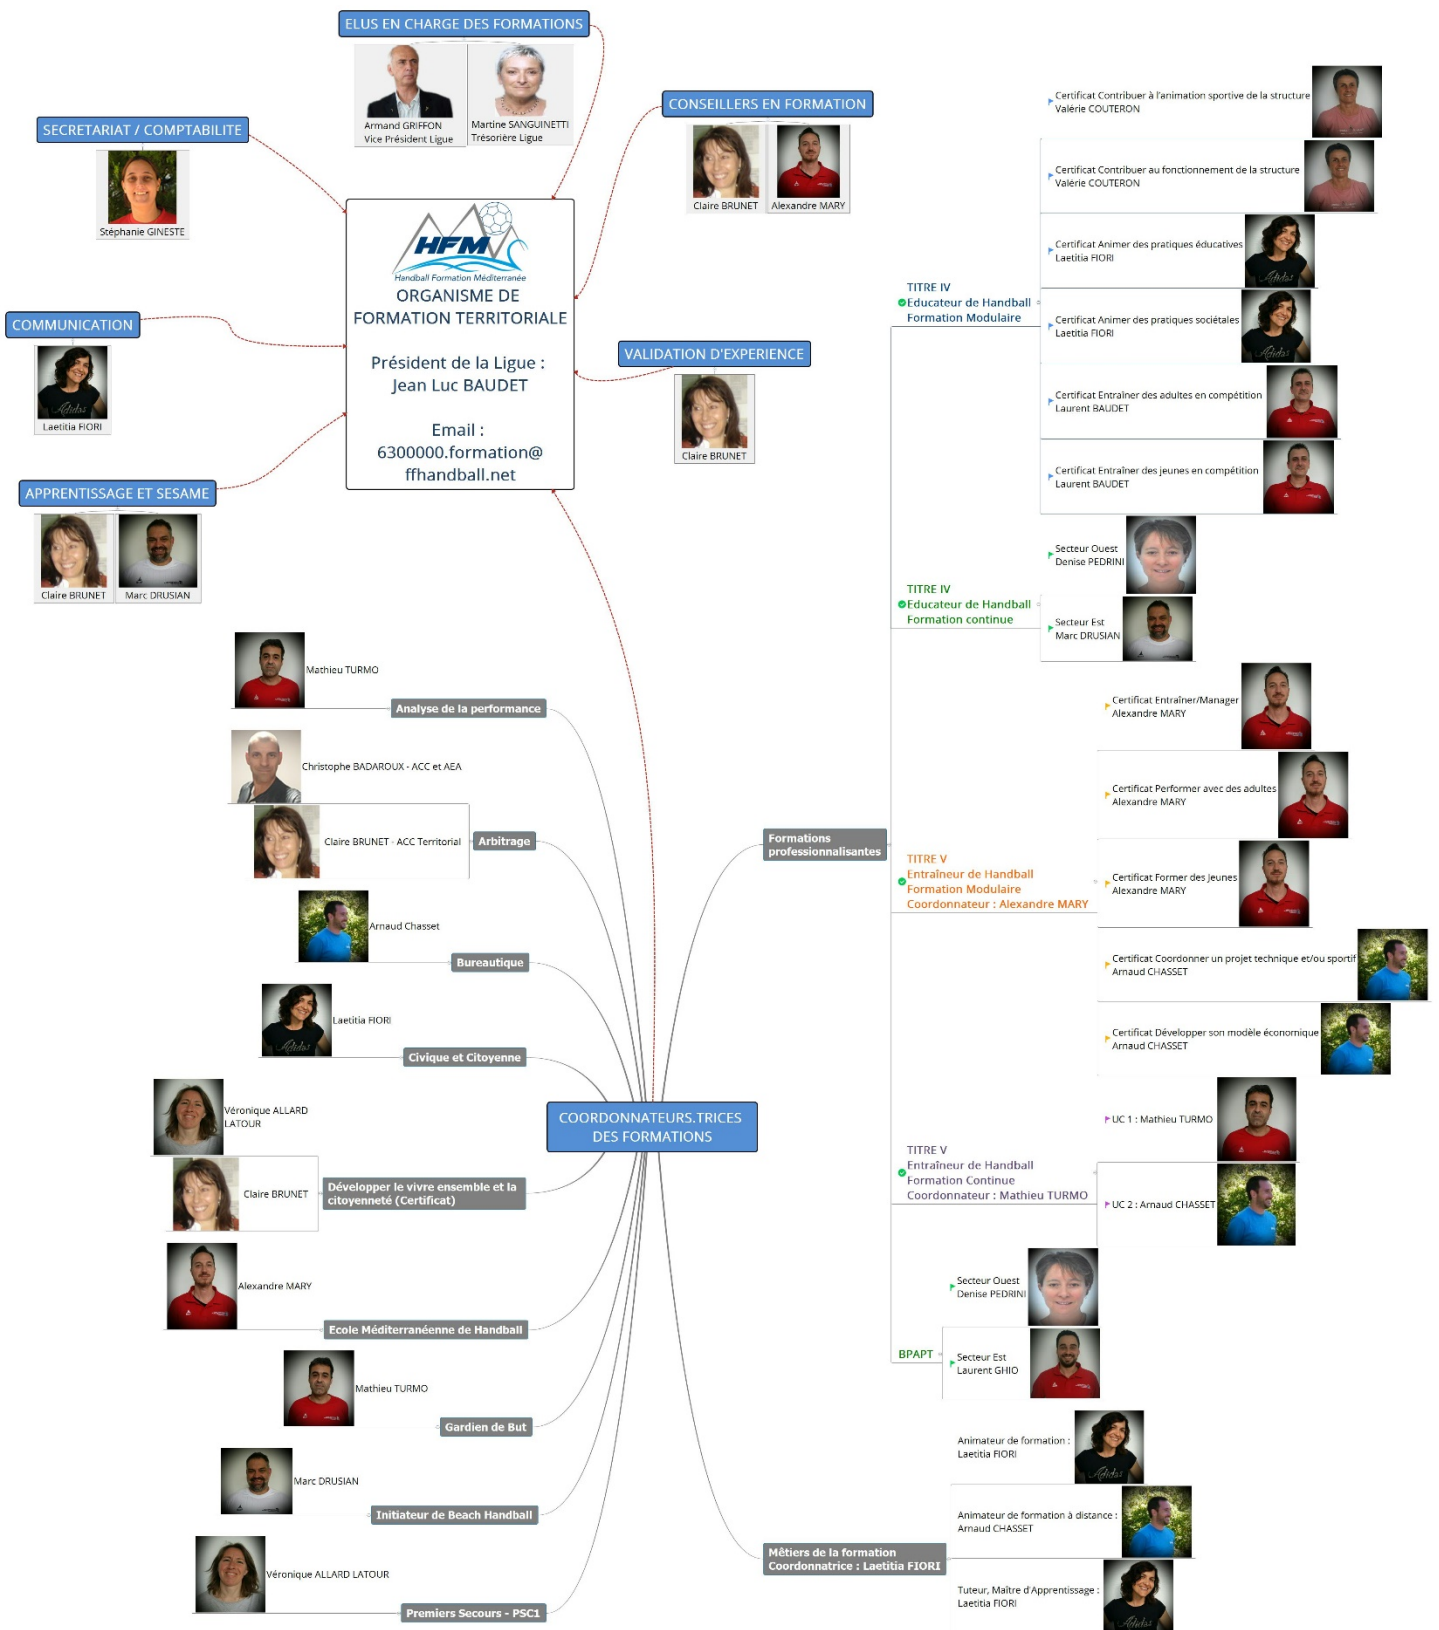 ELUS EN CHARGE DES FORMATIONS
Armand GRIFFON
Vice Président Ligue
Martine SANGUINETTI
Trésorière Ligue
CONSEILLERS EN FORMATION
Claire BRUNET
Alexandre MARY
SECRETARIAT / COMPTABILITE
Stéphanie GINESTE
HFM
Handball Formation Méditerranée
ORGANISME DE
FORMATION TERRITORIALE
Président de la Ligue :
Jean Luc BAUDET
Email :
6300000.formation@
ffhandball.net
COMMUNICATION
Laetitia FIORI
VALIDATION D'EXPERIENCE
Claire BRUNET
APPRENTISSAGE ET SESAME
Claire BRUNET
Marc DRUSIAN
Mathieu TURMO
Analyse de la performance
Christophe BADAROUX - ACC et AEA
Claire BRUNET - ACC Territorial
Arbitrage
Arnaud Chasset
Bureautique
Laetitia FIORI
Civique et Citoyenne
Véronique ALLARD
LATOUR
Claire BRUNET
Développer le vivre ensemble et la
citoyenneté (Certificat)
Alexandre MARY
Ecole Méditerranéenne de Handball
Mathieu TURMO
Gardien de But
Marc DRUSIAN
Initiateur de Beach Handball
Véronique ALLARD LATOUR
Premiers Secours - PSC1
COORDONNATEURS.TRICES
DES FORMATIONS
Formations
professionnalisantes
TITRE IV
Educateur de Handball
Formation Modulaire
Certificat Contribuer à l'animation sportive de la structure
Valérie COUTERON
Certificat Contribuer au fonctionnement de la structure
Valérie COUTERON
Certificat Animer des pratiques éducatives
Laetitia FIORI
Certificat Animer des pratiques sociétales
Laetitia FIORI
Certificat Entraîner des adultes en compétition
Laurent BAUDET
Certificat Entraîner des jeunes en compétition
Laurent BAUDET
TITRE IV
Educateur de Handball
Formation continue
Secteur Ouest
Denise PEDRINI
Secteur Est
Marc DRUSIAN
TITRE V
Entraîneur de Handball
Formation Modulaire
Coordonnateur : Alexandre MARY
Certificat Entraîner/Manager
Alexandre MARY
Certificat Performer avec des adultes
Alexandre MARY
Certificat Former des Jeunes
Alexandre MARY
Certificat Coordonner un projet technique et/ou sportif
Arnaud CHASSET
Certificat Développer son modèle économique
Arnaud CHASSET
TITRE V
Entraîneur de Handball
Formation Continue
Coordonnateur : Mathieu TURMO
UC 1 : Mathieu TURMO
UC 2 : Arnaud CHASSET
BPAPT
Secteur Ouest
Denise PEDRINI
Secteur Est
Laurent GHIO
Mêtiers de la formation
Coordonnatrice : Laetitia FIORI
Animateur de formation :
Laetitia FIORI
Animateur de formation à distance :
Arnaud CHASSET
Tuteur, Maître d'Apprentissage :
Laetitia FIORI